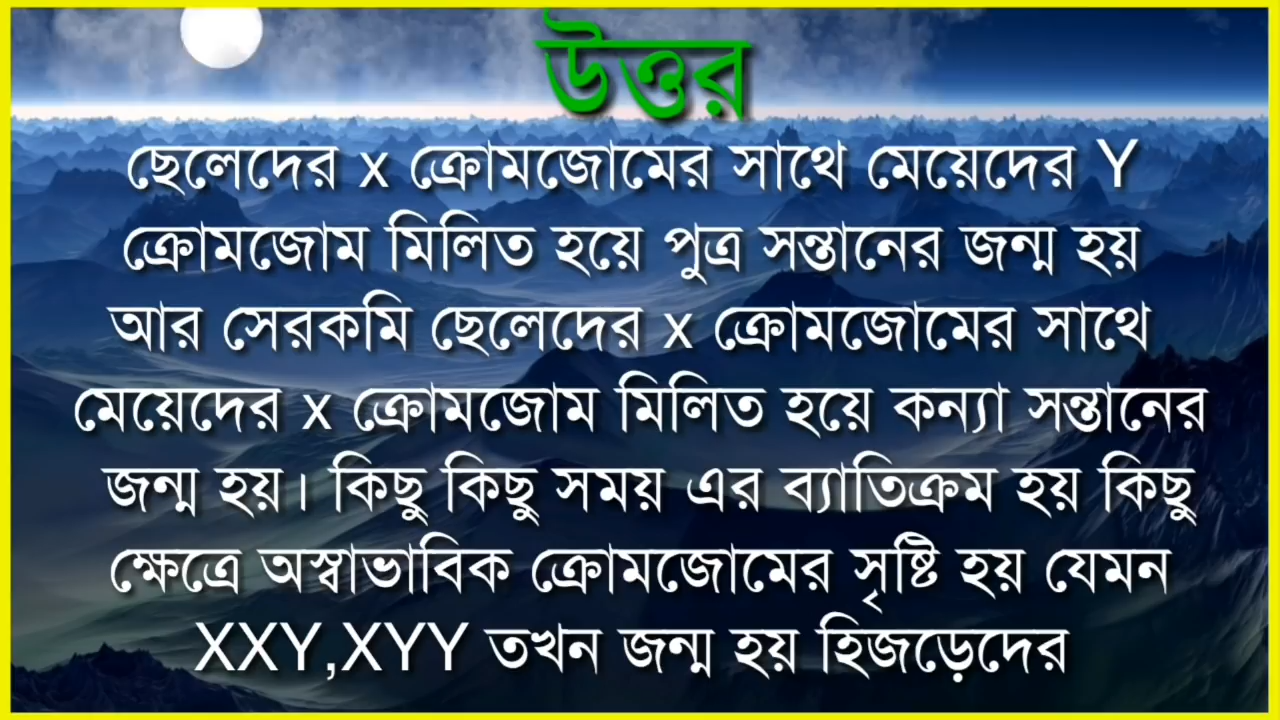 উত্তর
ছেলেদের x ক্রোমজোমের সাথে মেয়েদের Y
ক্রোমজোম মিলিত হয়ে পুত্র সন্তানের জন্ম হয়
আর সেরকমি ছেলেদের x ক্রোমজোমের সাথে
মেয়েদের x ক্রোমজোম মিলিত হয়ে কন্যা সন্তানের
জন্ম হয়। কিছু কিছু সময় এর ব্যাতিক্রম হয় কিছু
ক্ষেত্রে অস্বাভাবিক ক্রোমজোমের সৃষ্টি হয় যেমন
XXY,XYY তখন জন্ম হয় হিজড়েদের